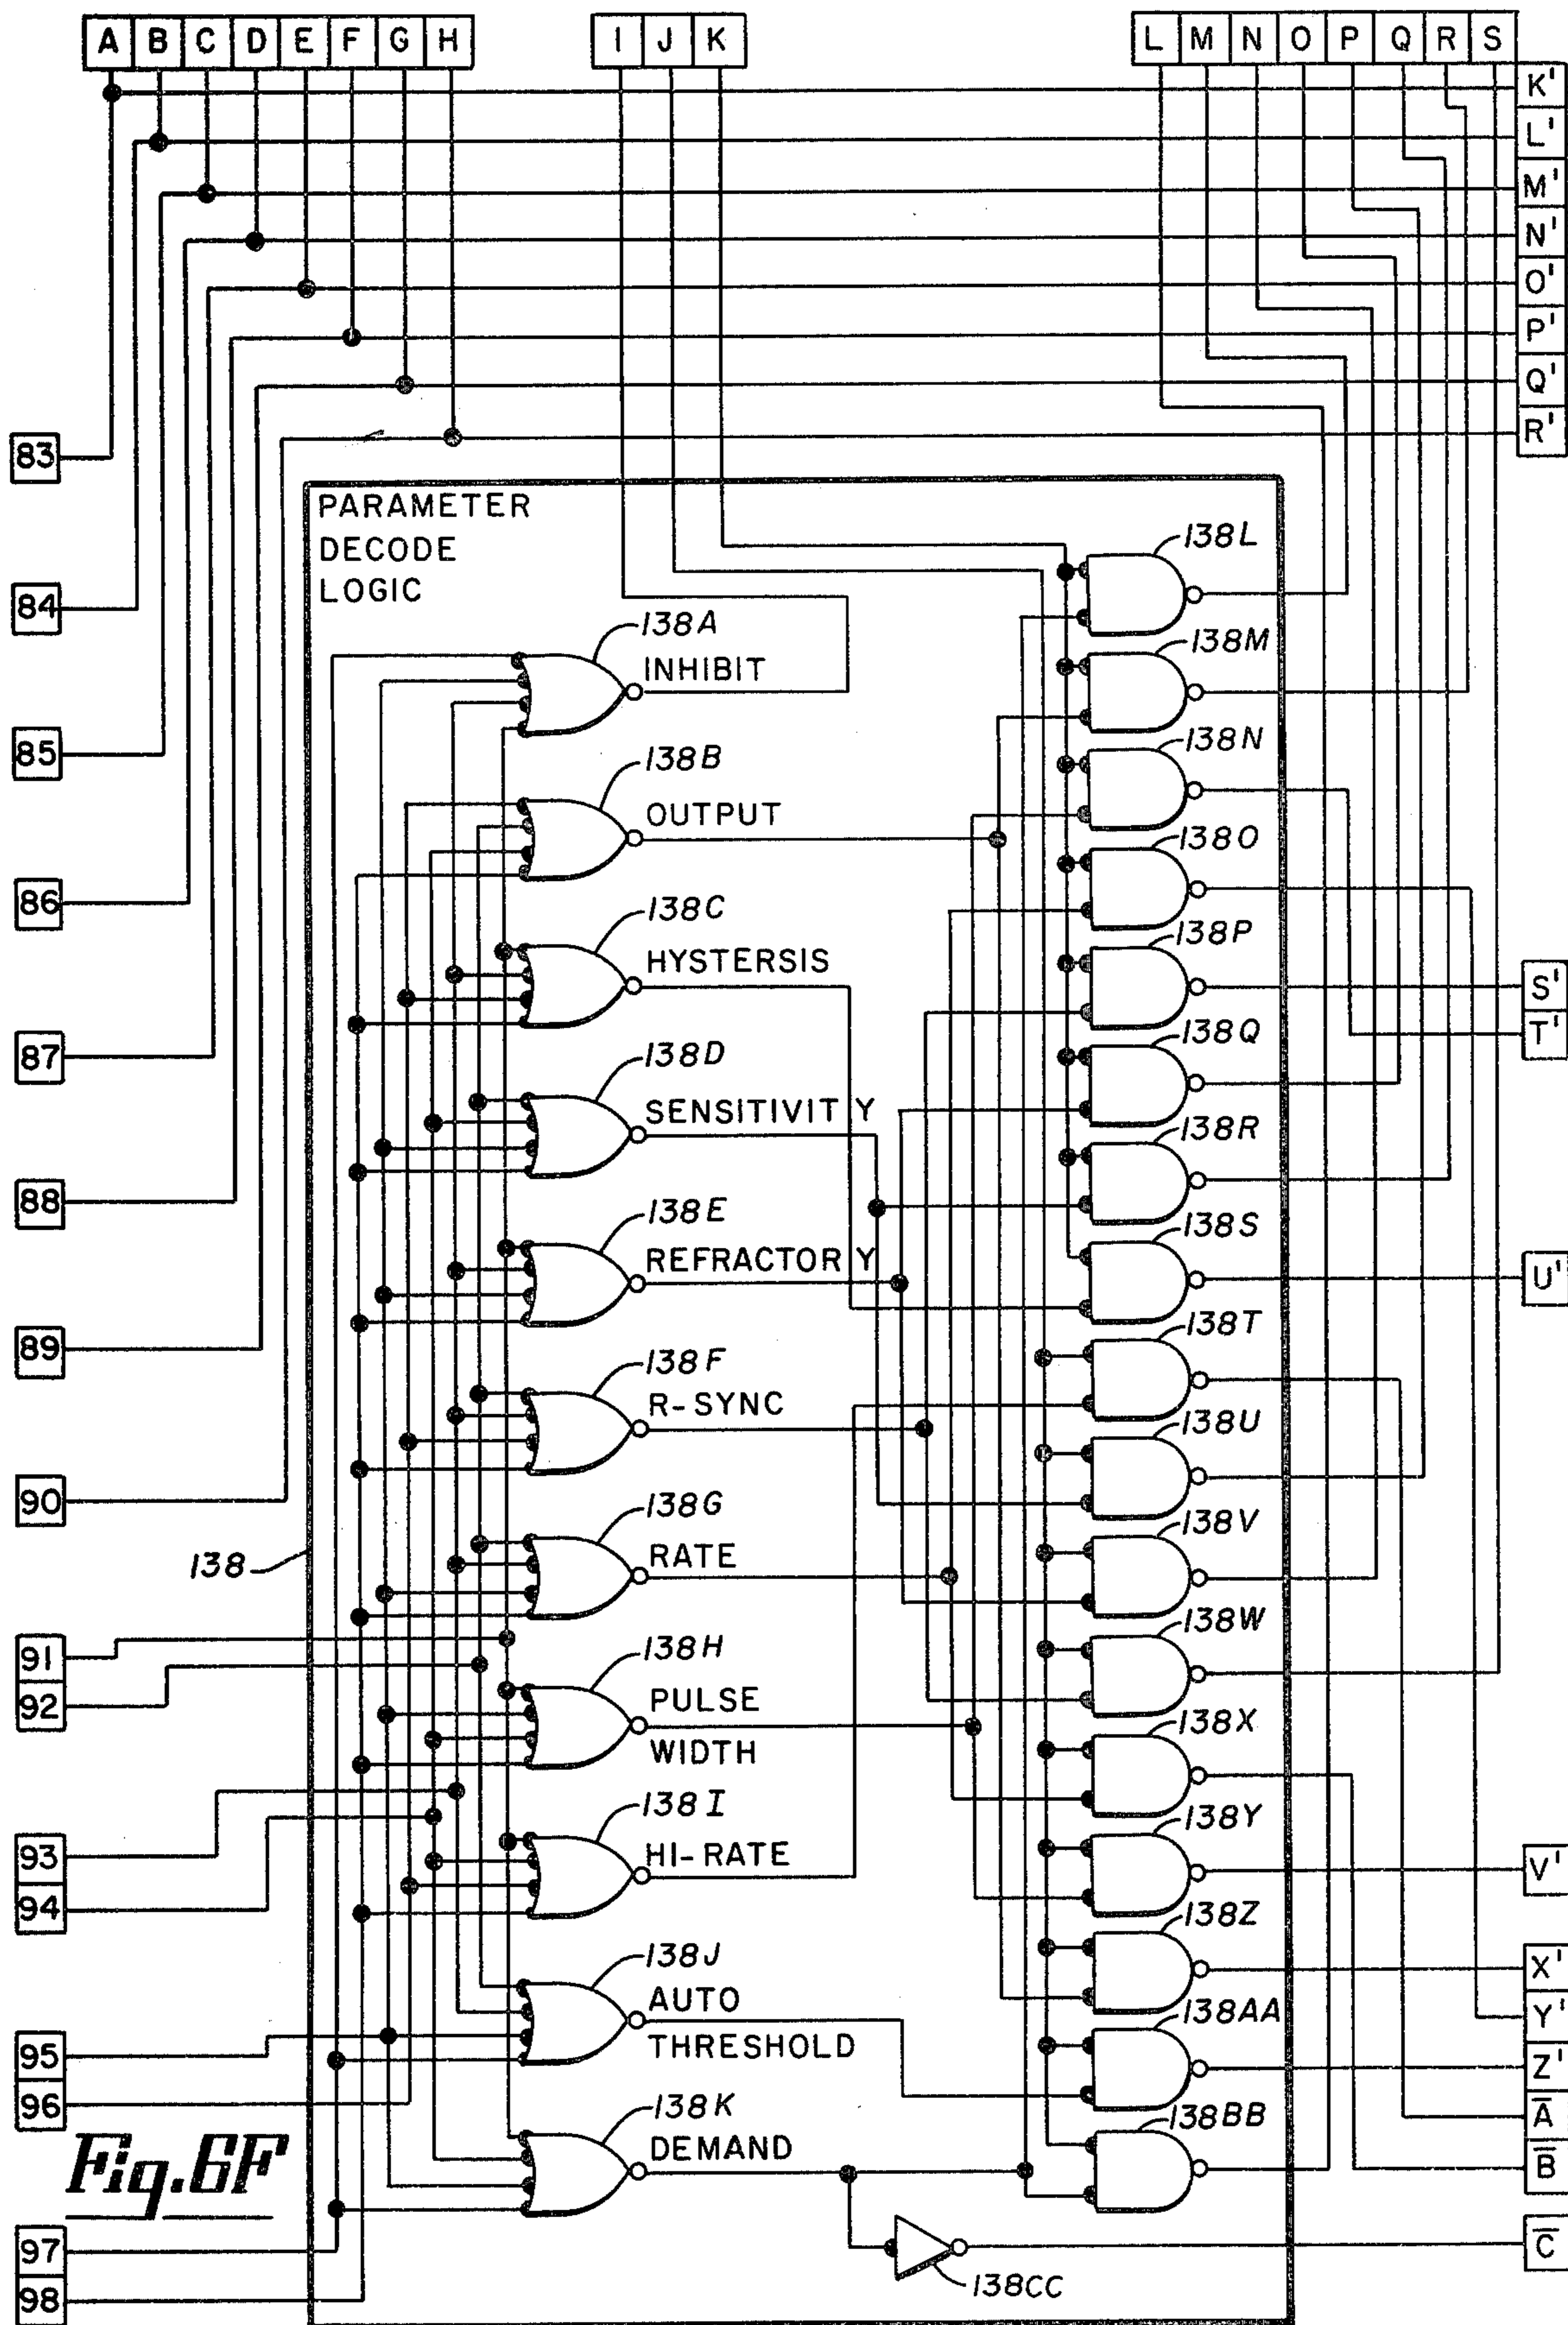 A B C D E F G H I J K L M N O P Q R S
K'
L'
M'
N'
O'
P'
Q'
R'
83
PARAMETER
DECODE
LOGIC
84
85
86
87
88
89
90
138
91
92
93
94
95
96
97
98
138A
INHIBIT
138B
OUTPUT
138C
HYSTERSIS
138D
SENSITIVITY
138E
REFRACTORY
138F
R-SYNC
138G
RATE
138H
PULSE
WIDTH
138I
HI-RATE
138J
AUTO
THRESHOLD
138K
DEMAND
138L
138M
138N
138O
138P
138Q
138R
138S
138T
138U
138V
138W
138X
138Y
138Z
138AA
138BB
138CC
S'
T'
U'
V'
X'
Y'
Z'
A̅
B̅
C̅
Fig.6F